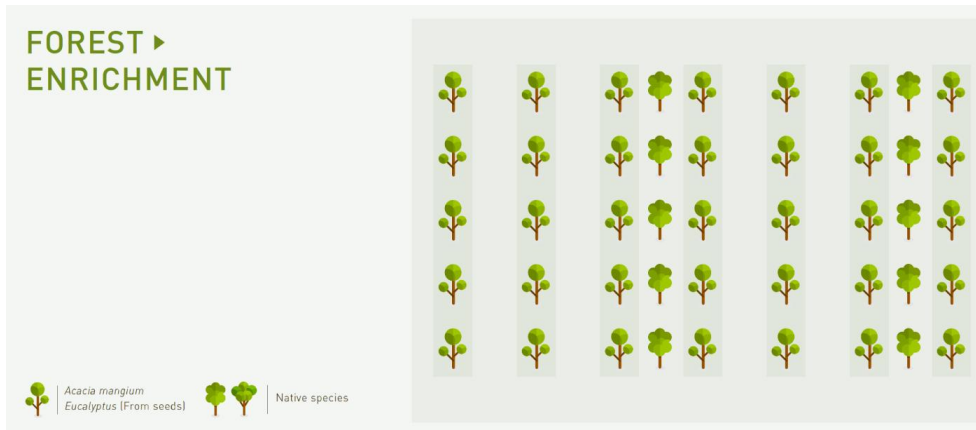 FOREST ▸
ENRICHMENT
Acacia mangium
Eucalyptus (From seeds)
Native species